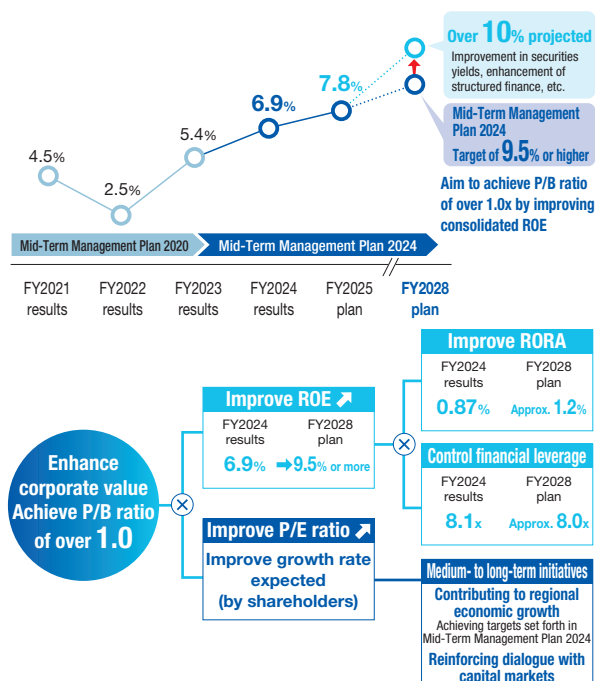 Over 10% projected
Improvement in securities
yields, enhancement of
structured finance, etc.
7.8%
6.9%
5.4%
4.5%
2.5%
Mid-Term Management
Plan 2024
Target of 9.5% or higher
Aim to achieve P/B ratio
of over 1.0x by improving
consolidated ROE
Mid-Term Management Plan 2020
Mid-Term Management Plan 2024
FY2021
results
FY2022
results
FY2023
results
FY2024
results
FY2025
plan
FY2028
plan
Enhance
corporate value
Achieve P/B ratio
of over 1.0
Improve ROE ↗
FY2024
results
6.9%
FY2028
plan
➡9.5% or more
Improve P/E ratio ↗
Improve growth rate
expected
(by shareholders)
Improve RORA
FY2024
results
0.87%
FY2028
plan
Approx. 1.2%
Control financial leverage
FY2024
results
8.1x
FY2028
plan
Approx. 8.0x
Medium- to long-term initiatives
Contributing to regional
economic growth
Achieving targets set forth in
Mid-Term Management Plan 2024
Reinforcing dialogue with
capital markets